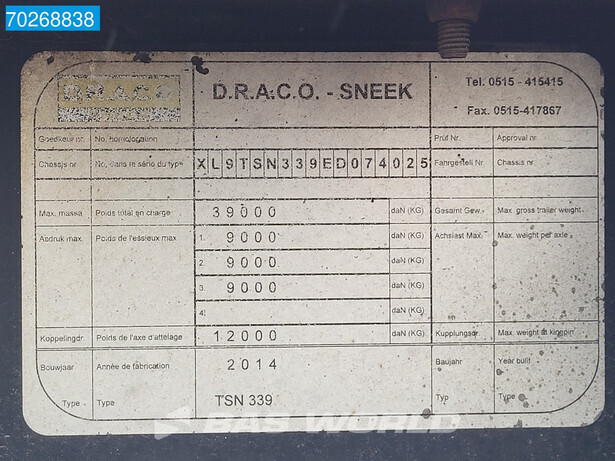 70268838
D.R.A.C.O. D.R.A.C.O. - SNEEK Tel. 0515 - 415415
Fax. 0515-417867
Goedkeur nr. No. homologation Prüf Nr. Approval nr.
Chassis nr No. dans la série du type XL9TSN339ED074025 Fahrgestell Nr. Chassis nr.
Max. massa Poids total en charge 39000 daN (KG) Gesamt Gew. Max. gross trailer weight.
Asdruk max. Poids de l'essieux max 1. 9000 daN (KG) Achslast Max. Max. weight per axle
2. 9000 daN (KG)
3. 9000 daN (KG)
4. daN (KG)
Koppelingdr. Poids de l'axe d'attelage 12000 daN (KG) Kupplungsdr. Max. weight at kingpin
Bouwjaar Année de fabrication 2014 Baujahr Year built
Type Type TSN 339 Typ Type
BAS WORLD